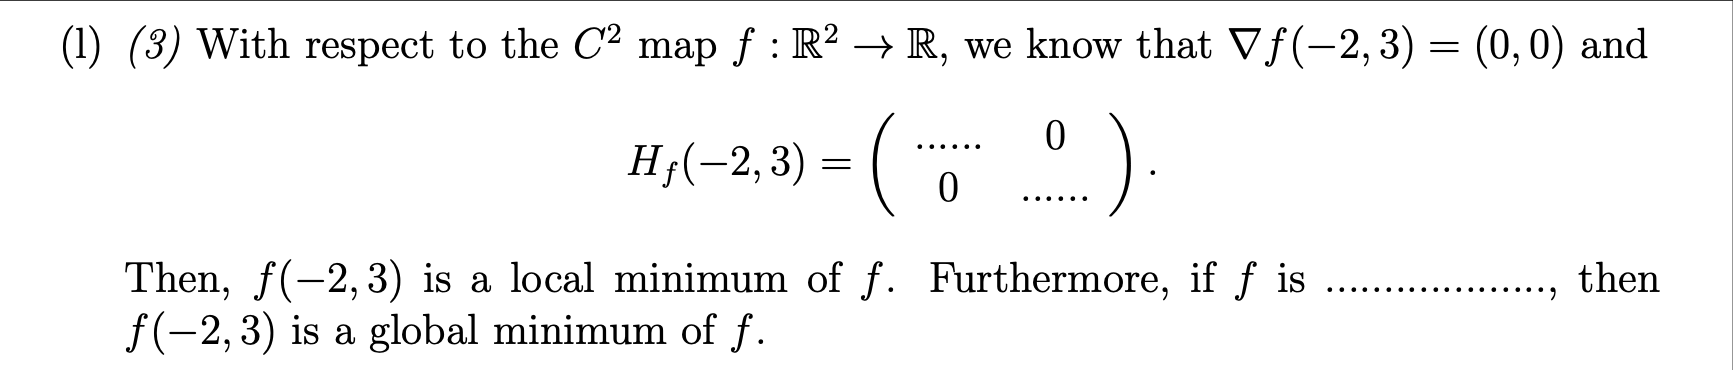 (l) (3) With respect to the C² map f : ℝ² → ℝ, we know that ∇f(−2, 3) = (0, 0) and
H_f(−2, 3) = ( ...... 0
0 ...... ) .
Then, f(−2, 3) is a local minimum of f. Furthermore, if f is ..................., then
f(−2, 3) is a global minimum of f.